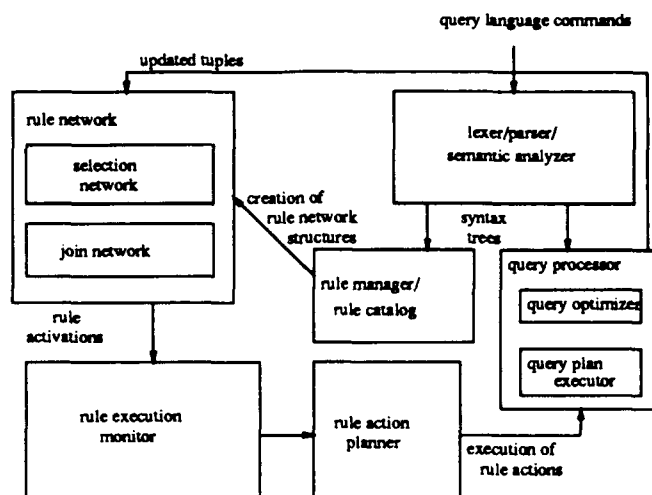 query language commands
updated tuples
rule network
selection
network
join network
lexer/parser/
semantic analyzer
creation of
rule network
structures
syntax
trees
rule manager/
rule catalog
query processor
query optimizer
query plan
executor
rule
activations
rule execution
monitor
rule action
planner
execution of
rule actions